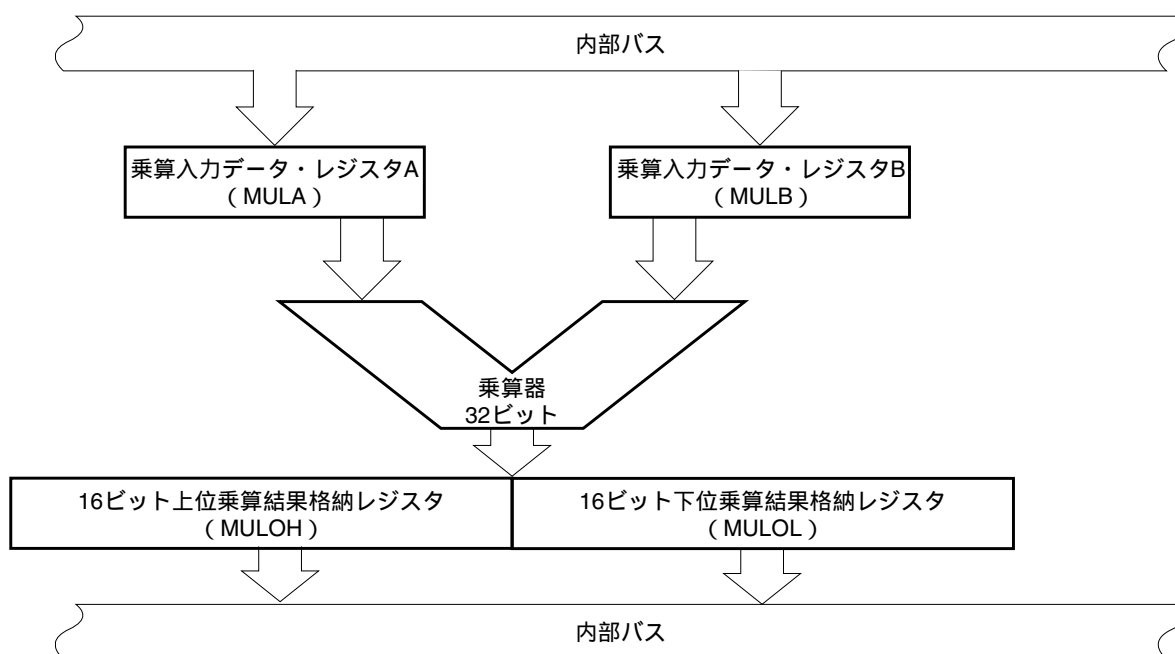 内部バス
乗算入力データ・レジスタA
（MULA）
乗算入力データ・レジスタB
（MULB）
乗算器
32ビット
16ビット上位乗算結果格納レジスタ
（MULOH）
16ビット下位乗算結果格納レジスタ
（MULOL）
内部バス